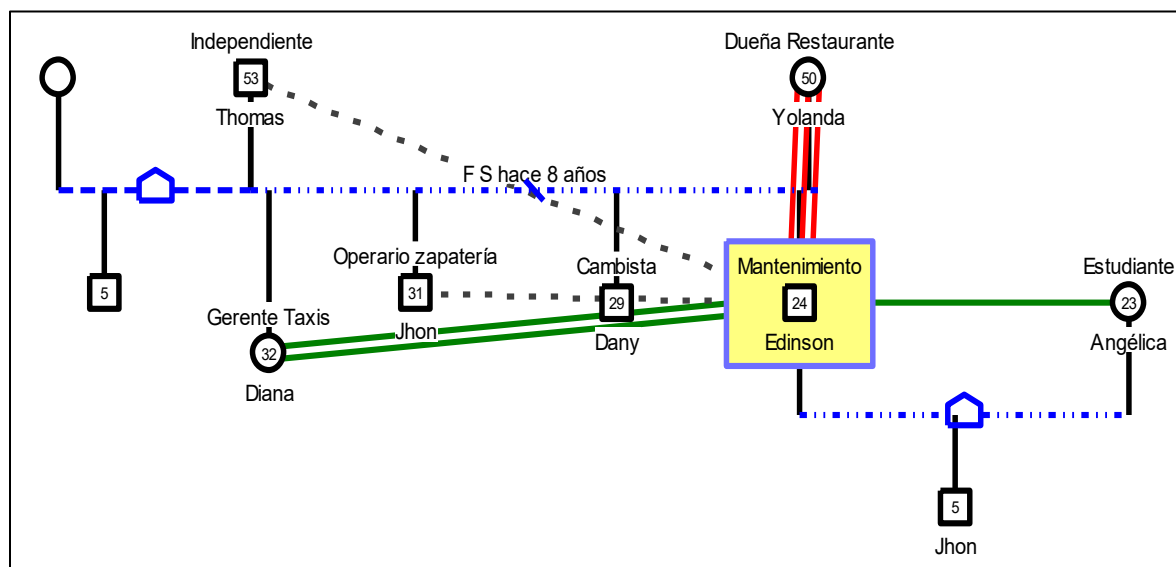 Independiente
Dueña Restaurante
53
50
Thomas
Yolanda
F S hace 8 años
Operario zapatería
Cambista
Mantenimiento
Estudiante
5
31
29
24
23
Gerente Taxis
Jhon
Dany
Edinson
Angélica
32
Diana
5
Jhon